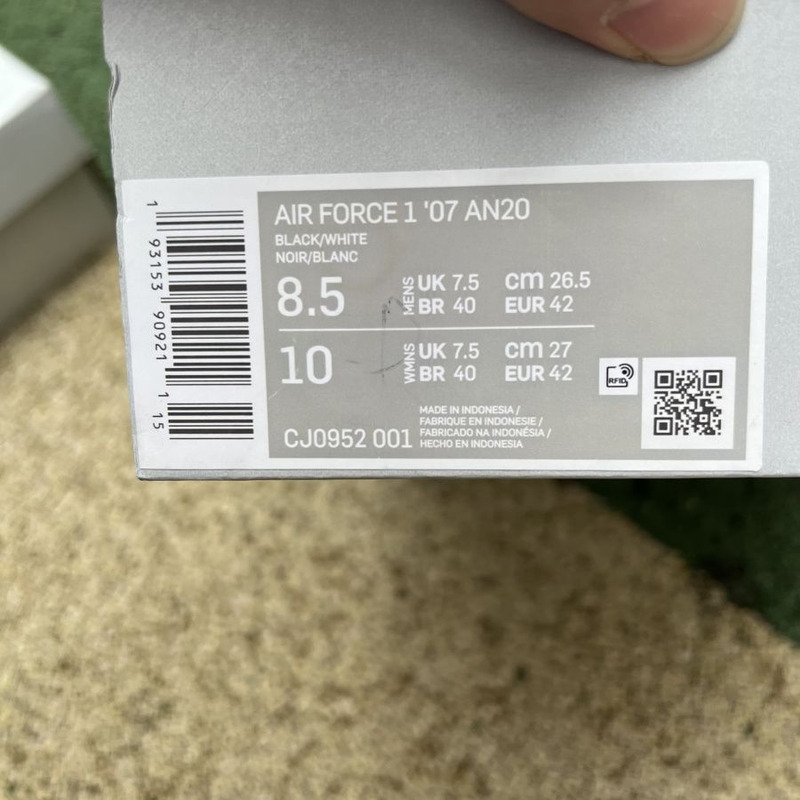 AIR FORCE 1 '07 AN20
BLACK/WHITE
NOIR/BLANC
8.5
MENS
UK 7.5 cm 26.5
BR 40 EUR 42
10
WMNS
UK 7.5 cm 27
BR 40 EUR 42
RFID
CJ0952 001
MADE IN INDONESIA /
FABRIQUE EN INDONESIE /
FABRICADO NA INDONÉSIA /
HECHO EN INDONESIA
1 93153 90921 1 15